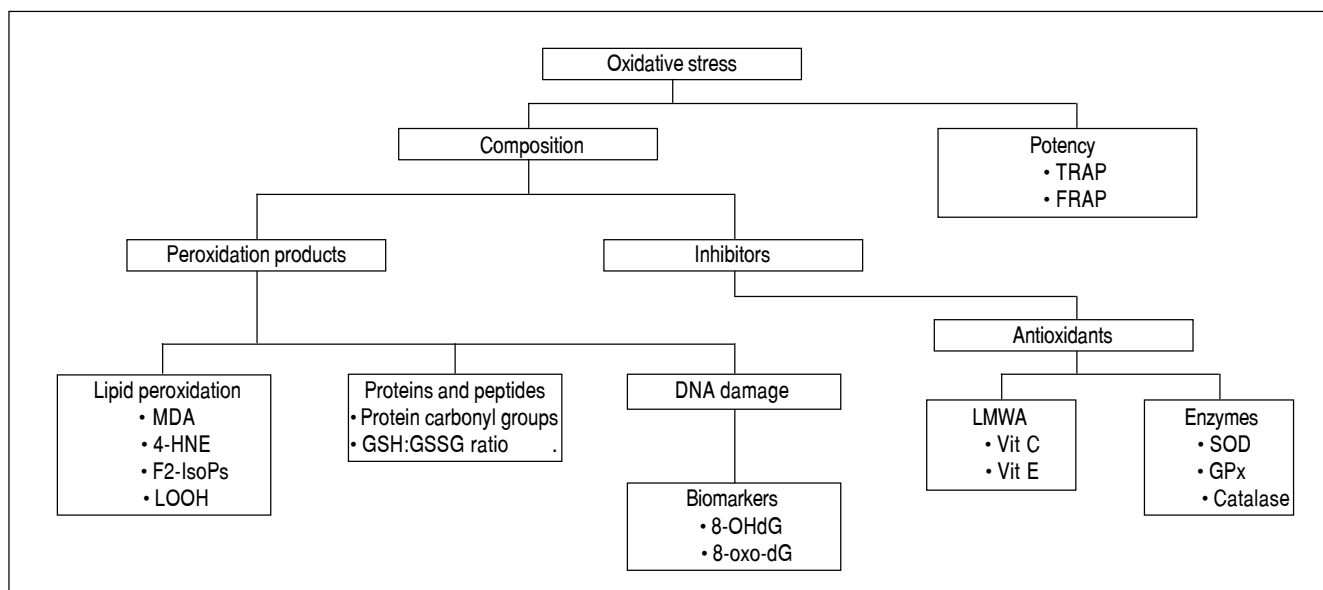 Oxidative stress
Composition
Potency
• TRAP
• FRAP
Peroxidation products
Inhibitors
Antioxidants
Lipid peroxidation
• MDA
• 4-HNE
• F2-IsoPs
• LOOH
Proteins and peptides
• Protein carbonyl groups
• GSH:GSSG ratio .
DNA damage
LMWA
• Vit C
• Vit E
Enzymes
• SOD
• GPx
• Catalase
Biomarkers
• 8-OHdG
• 8-oxo-dG